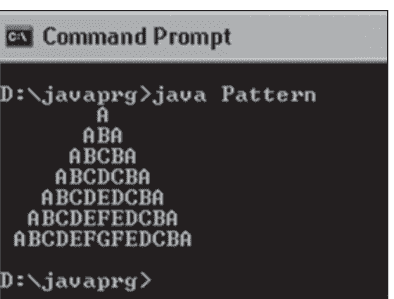 C:\ Command Prompt
D:\javaprg>java Pattern
A
ABA
ABCBA
ABCDCBA
ABCDEDCBA
ABCDEFEDCBA
ABCDEFGFEDCBA
D:\javaprg>